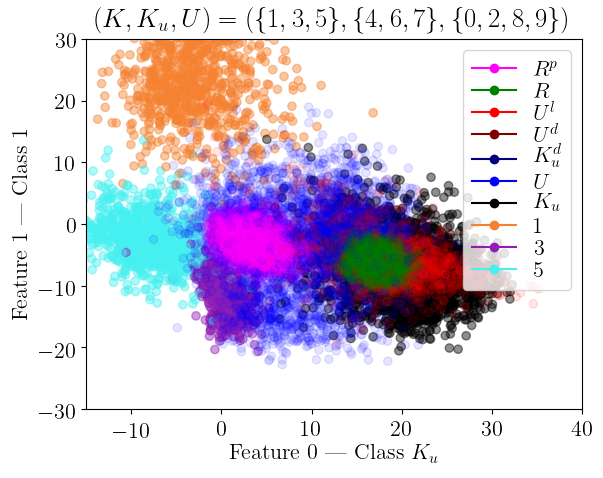 (K, K_u, U) = ({1, 3, 5}, {4, 6, 7}, {0, 2, 8, 9})
30
20
10
0
−10
−20
−30
Feature 1 — Class 1
R^p
R
U^l
U^d
K_u^d
U
K_u
1
3
5
−10
0
10
20
30
40
Feature 0 — Class K_u